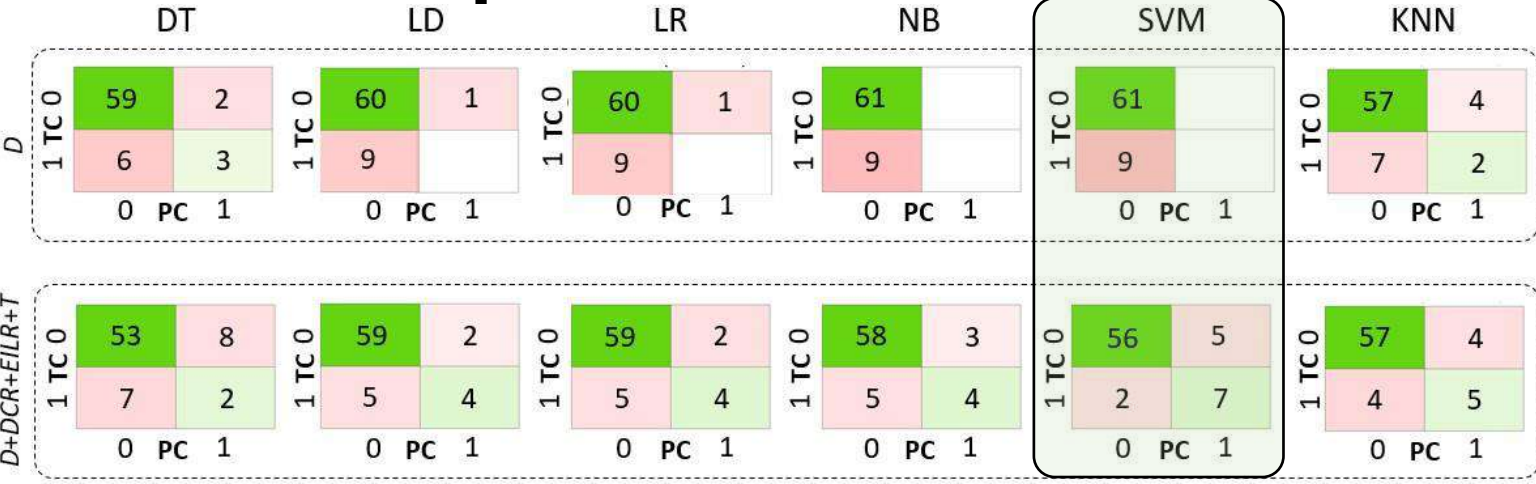 DT LD LR NB SVM KNN
D
TC 0 59 2 TC 0 60 1 TC 0 60 1 TC 0 61 TC 0 61 TC 0 57 4
1 6 3 1 9 1 9 1 9 1 9 1 7 2
0 PC 1 0 PC 1 0 PC 1 0 PC 1 0 PC 1 0 PC 1
D+DCR+EILR+T
TC 0 53 8 TC 0 59 2 TC 0 59 2 TC 0 58 3 TC 0 56 5 TC 0 57 4
1 7 2 1 5 4 1 5 4 1 5 4 1 2 7 1 4 5
0 PC 1 0 PC 1 0 PC 1 0 PC 1 0 PC 1 0 PC 1